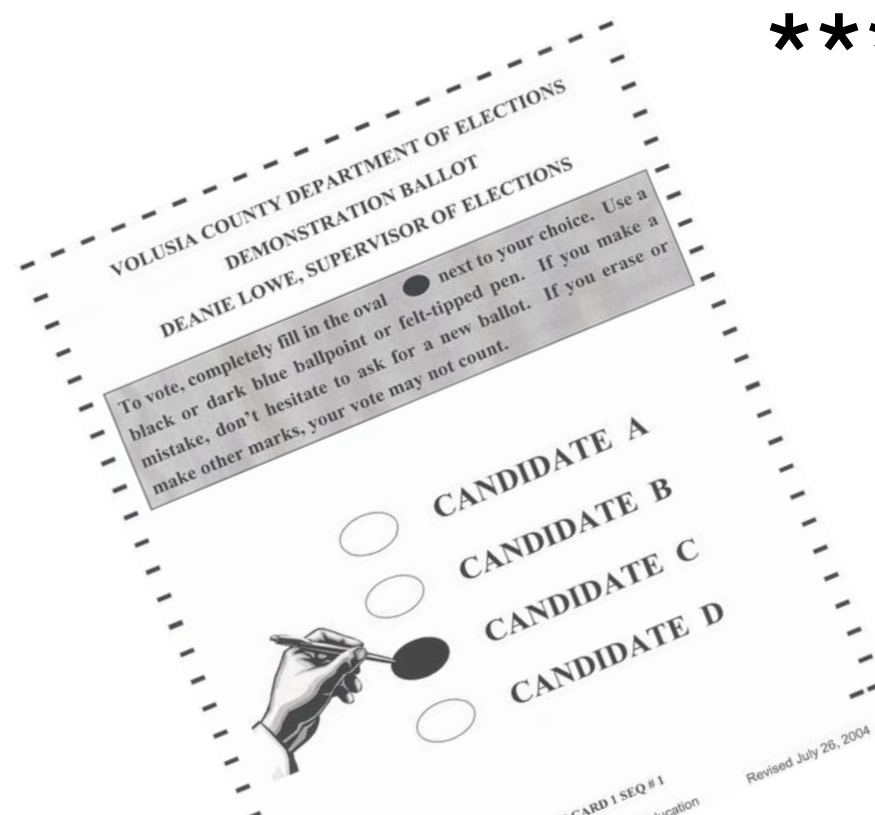 ***
VOLUSIA COUNTY DEPARTMENT OF ELECTIONS
DEMONSTRATION BALLOT
DEANIE LOWE, SUPERVISOR OF ELECTIONS
To vote, completely fill in the oval next to your choice. Use a
black or dark blue ballpoint or felt-tipped pen. If you make a
mistake, don't hesitate to ask for a new ballot. If you erase or
make other marks, your vote may not count.
CANDIDATE A
CANDIDATE B
CANDIDATE C
CANDIDATE D
CARD 1 SEQ # 1
Revised July 26, 2004